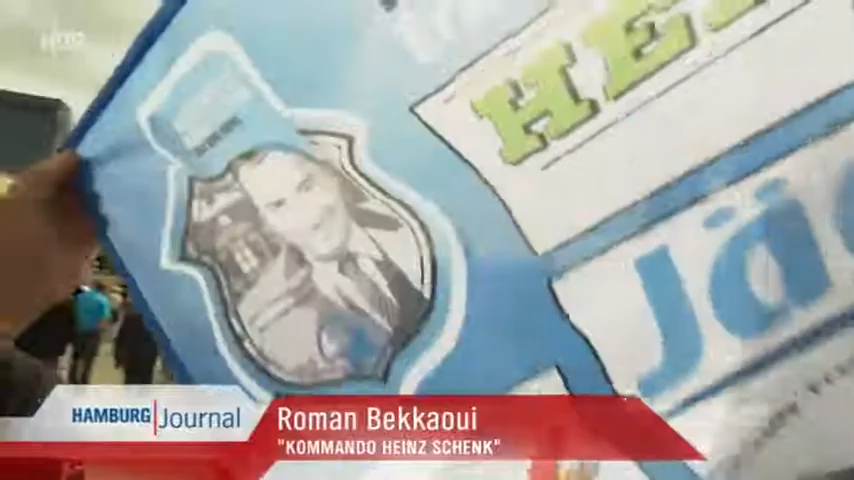 HE
Jä
HAMBURG Journal
Roman Bekkaoui
"KOMMANDO HEINZ SCHENK"